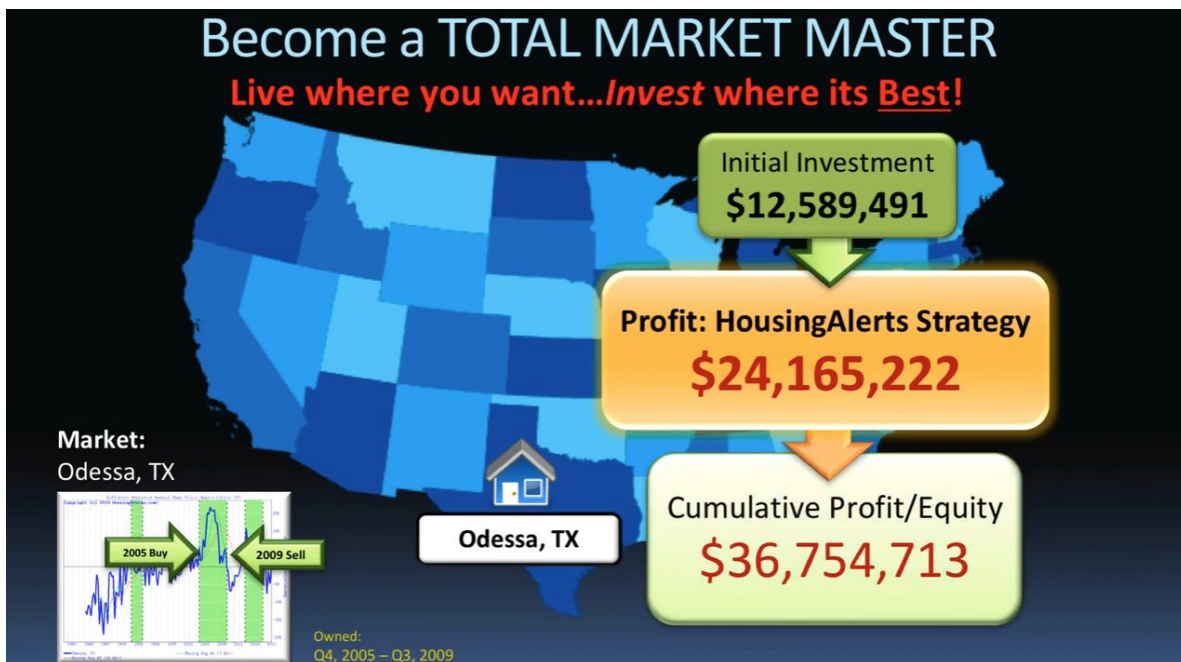 Become a TOTAL MARKET MASTER
Live where you want...Invest where its Best!
Initial Investment
$12,589,491
Profit: HousingAlerts Strategy
$24,165,222
Cumulative Profit/Equity
$36,754,713
Market:
Odessa, TX
2005 Buy
2009 Sell
Odessa, TX
Owned:
Q4, 2005 – Q3, 2009